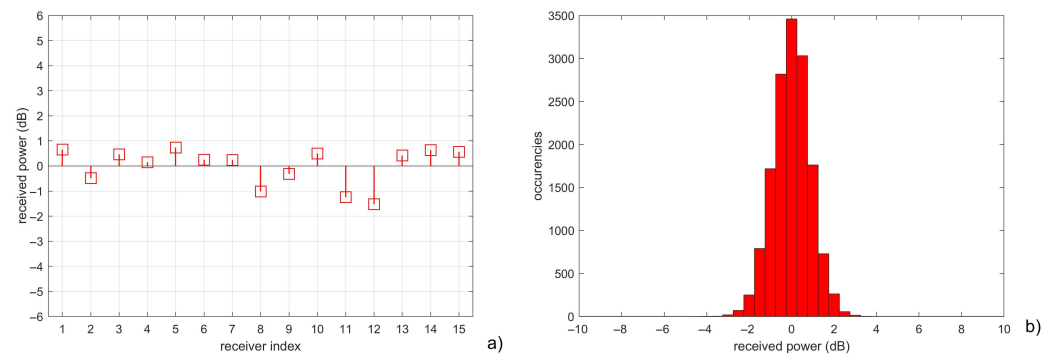 6
5
4
3
2
1
0
–1
–2
–3
–4
–5
–6
received power (dB)
1 2 3 4 5 6 7 8 9 10 11 12 13 14 15
receiver index
a)
3500
3000
2500
2000
1500
1000
500
0
occurencies
–10 –8 –6 –4 –2 0 2 4 6 8 10
received power (dB)
b)